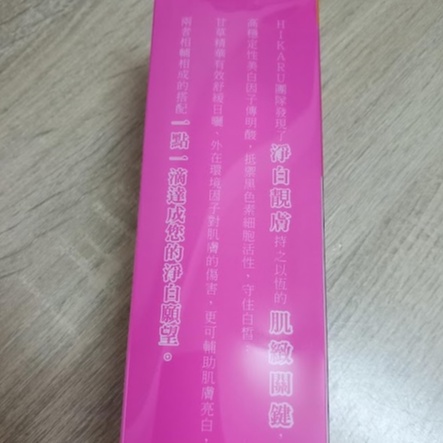 HIKARU團隊發現了淨白靚膚持之以恆的肌緻關鍵，
高穩定性美白因子傳明酸，抵禦黑色素細胞活性，守住白皙；
甘草精華有效舒緩日曬、外在環境因子對肌膚的傷害，更可輔助肌膚亮白，
兩者相輔相成的搭配一點一滴達成您的淨白願望。